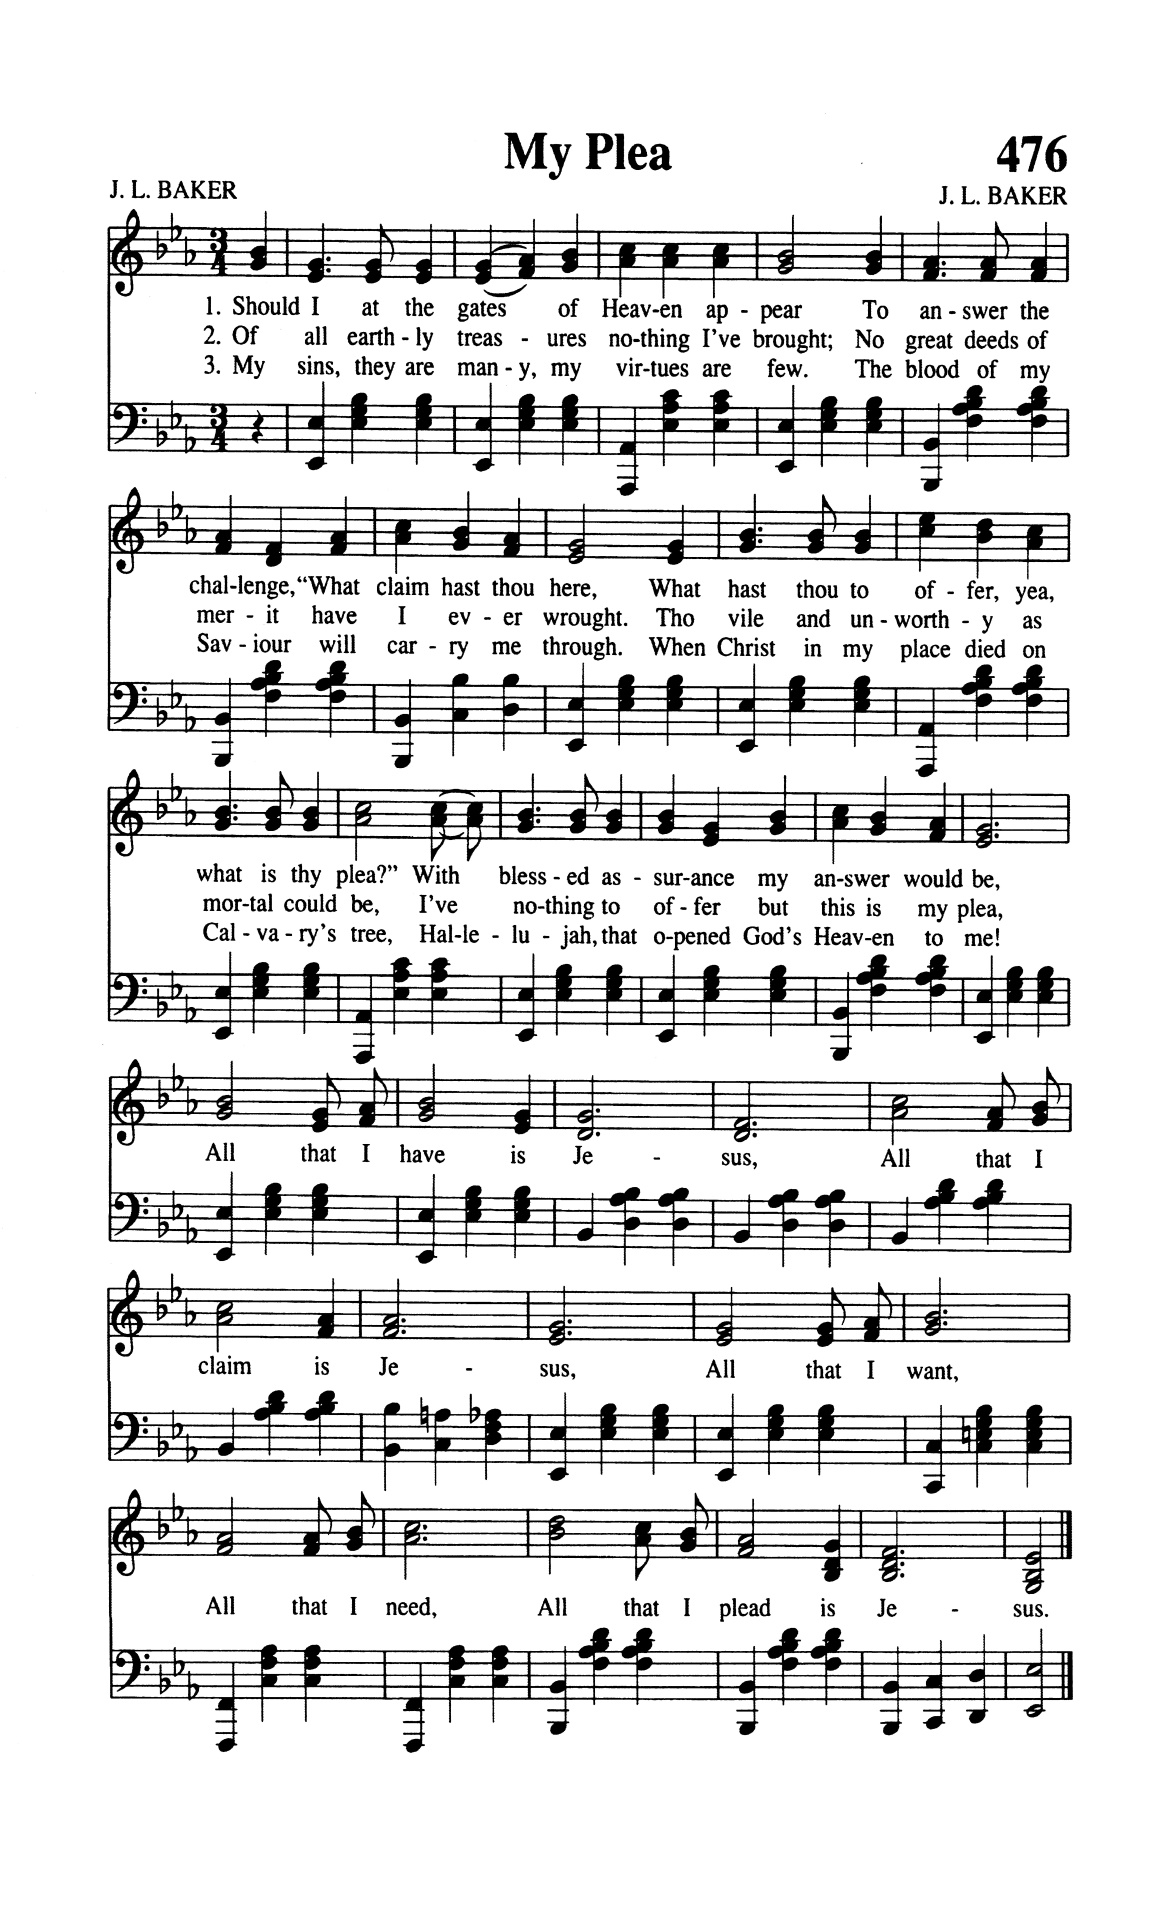 My Plea 476
J. L. BAKER J. L. BAKER
1. Should I at the gates of Heav-en ap - pear To an - swer the
2. Of all earth - ly treas - ures no-thing I've brought; No great deeds of
3. My sins, they are man - y, my vir-tues are few. The blood of my
chal-lenge, “What claim hast thou here, What hast thou to of - fer, yea,
mer - it have I ev - er wrought. Tho vile and un - worth - y as
Sav - iour will car - ry me through. When Christ in my place died on
what is thy plea?” With bless - ed as - sur-ance my an-swer would be,
mor-tal could be, I've no-thing to of - fer but this is my plea,
Cal - va - ry's tree, Hal-le - lu - jah, that o-pened God's Heav-en to me!
All that I have is Je - sus, All that I
claim is Je - sus, All that I want,
All that I need, All that I plead is Je - sus.